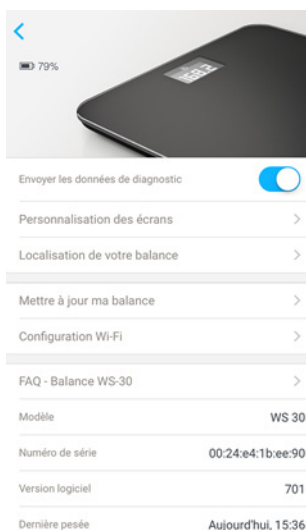 79%
Envoyer les données de diagnostic
Personnalisation des écrans
Localisation de votre balance
Mettre à jour ma balance
Configuration Wi-Fi
FAQ - Balance WS-30
Modèle WS 30
Numéro de série 00:24:e4:1b:ee:90
Version logiciel 701
Dernière pesée Aujourd'hui, 15:36